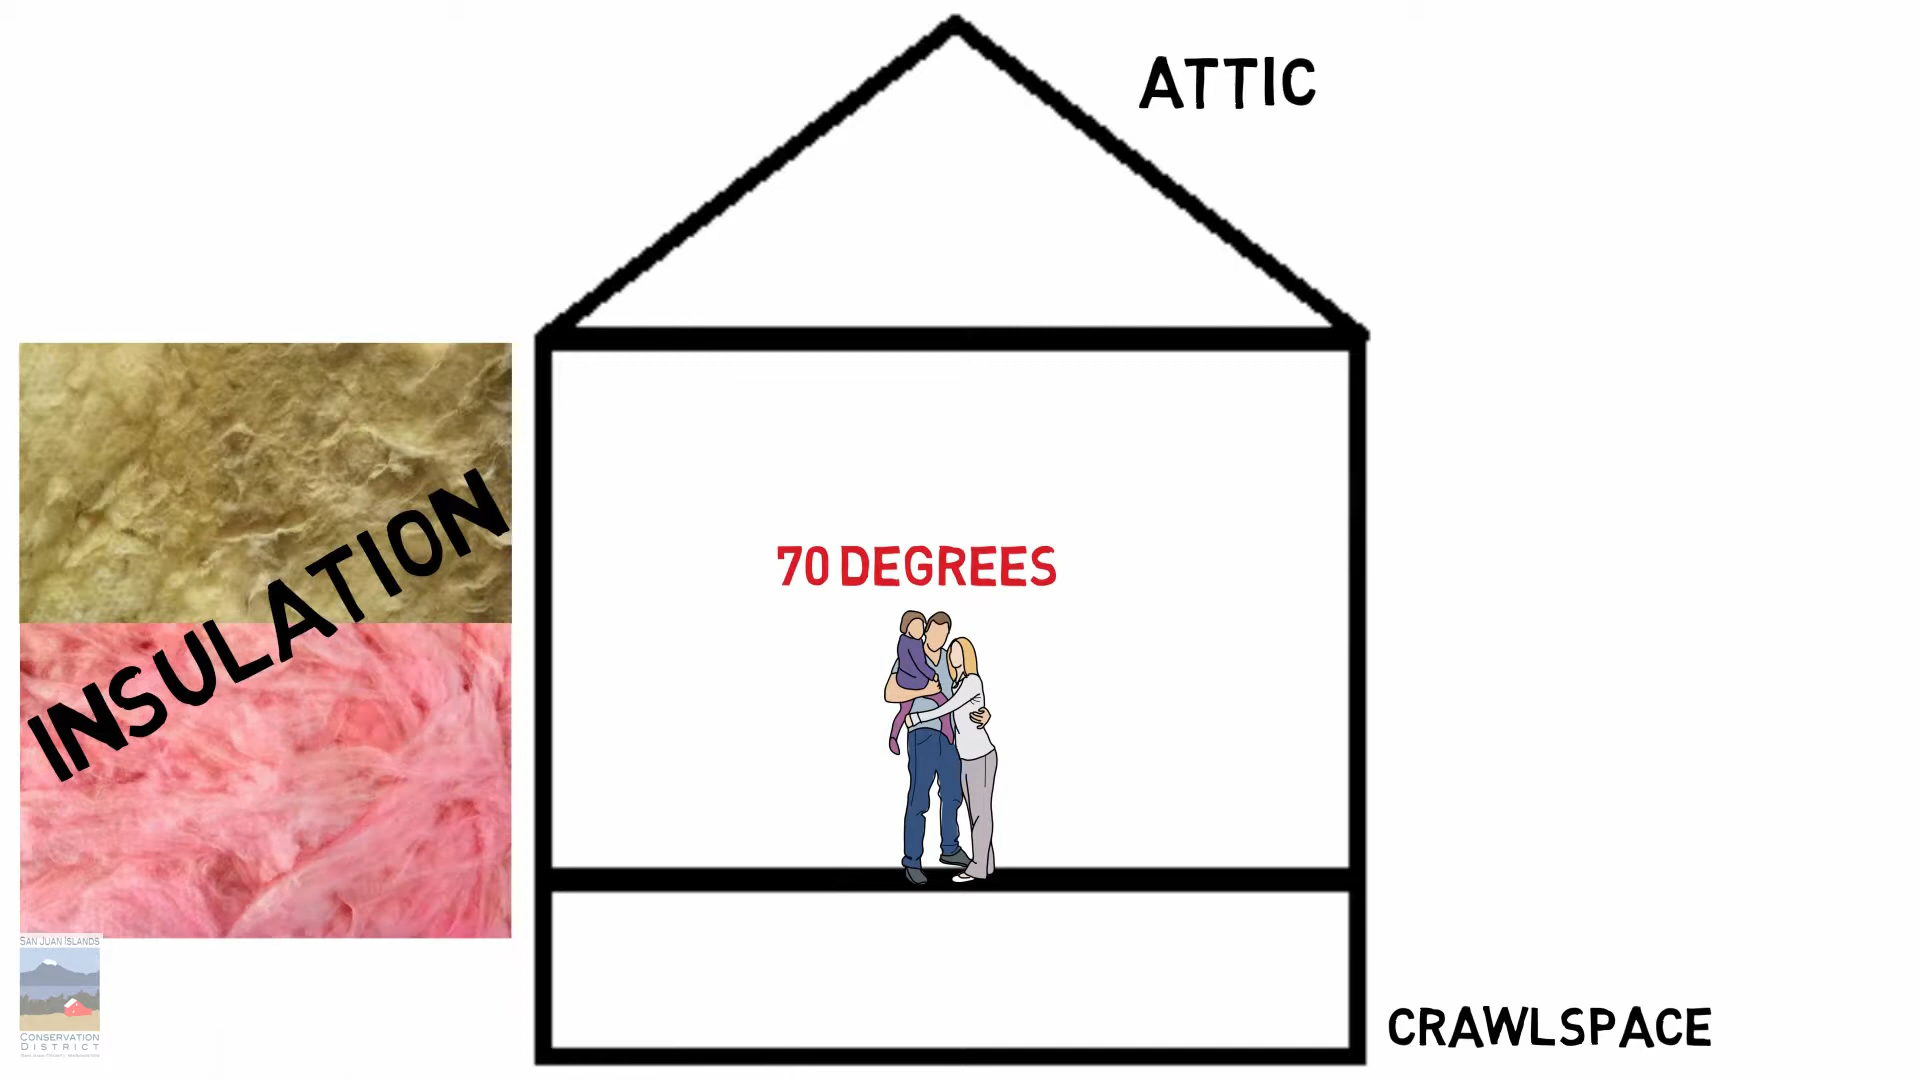 ATTIC
INSULATION
70 DEGREES
SAN JUAN ISLANDS
CONSERVATION
DISTRICT
CRAWLSPACE